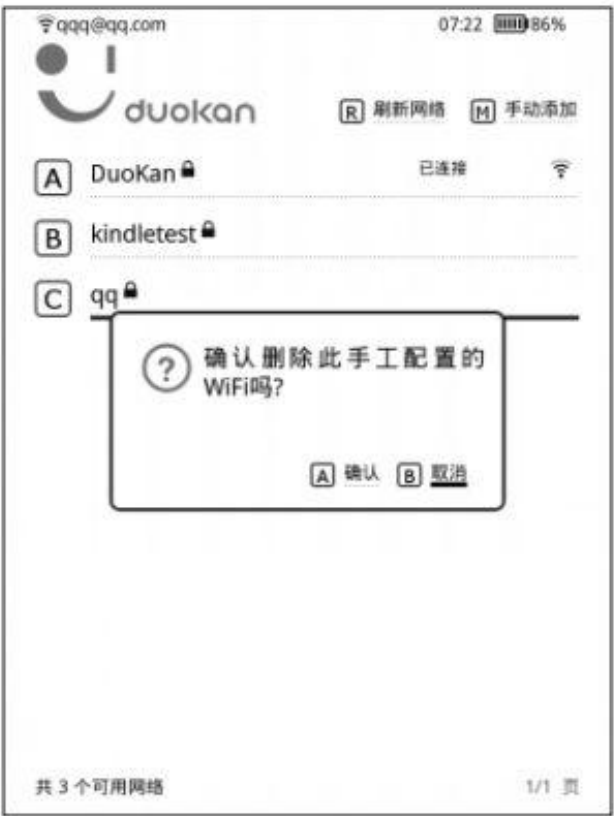 qqq@qq.com 07:22 86%
duokan R 刷新网络 M 手动添加
A DuoKan 已连接
B kindletest
C qq
? 确认删除此手工配置的
WiFi吗?
A 确认 B 取消
共 3 个可用网络 1/1 页